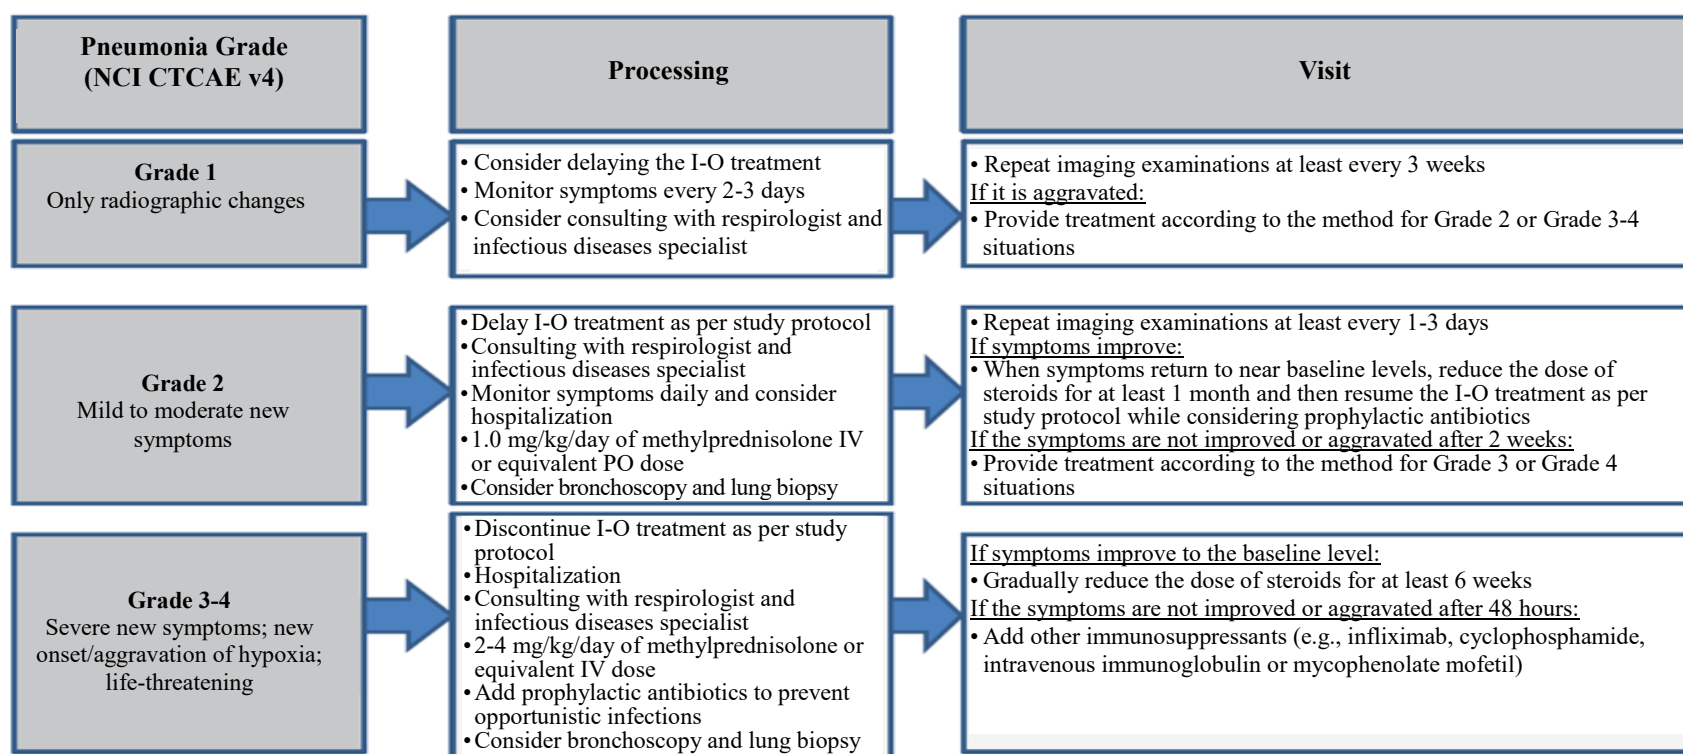 Pneumonia Grade
(NCI CTCAE v4)
Processing
Visit
Grade 1
Only radiographic changes
• Consider delaying the I-O treatment
• Monitor symptoms every 2-3 days
• Consider consulting with respirologist and
infectious diseases specialist
• Repeat imaging examinations at least every 3 weeks
If it is aggravated:
• Provide treatment according to the method for Grade 2 or Grade 3-4
situations
Grade 2
Mild to moderate new
symptoms
• Delay I-O treatment as per study protocol
• Consulting with respirologist and
infectious diseases specialist
• Monitor symptoms daily and consider
hospitalization
• 1.0 mg/kg/day of methylprednisolone IV
or equivalent PO dose
• Consider bronchoscopy and lung biopsy
• Repeat imaging examinations at least every 1-3 days
If symptoms improve:
• When symptoms return to near baseline levels, reduce the dose of
steroids for at least 1 month and then resume the I-O treatment as per
study protocol while considering prophylactic antibiotics
If the symptoms are not improved or aggravated after 2 weeks:
• Provide treatment according to the method for Grade 3 or Grade 4
situations
Grade 3-4
Severe new symptoms; new
onset/aggravation of hypoxia;
life-threatening
• Discontinue I-O treatment as per study
protocol
• Hospitalization
• Consulting with respirologist and
infectious diseases specialist
• 2-4 mg/kg/day of methylprednisolone or
equivalent IV dose
• Add prophylactic antibiotics to prevent
opportunistic infections
• Consider bronchoscopy and lung biopsy
If symptoms improve to the baseline level:
• Gradually reduce the dose of steroids for at least 6 weeks
If the symptoms are not improved or aggravated after 48 hours:
• Add other immunosuppressants (e.g., infliximab, cyclophosphamide,
intravenous immunoglobulin or mycophenolate mofetil)